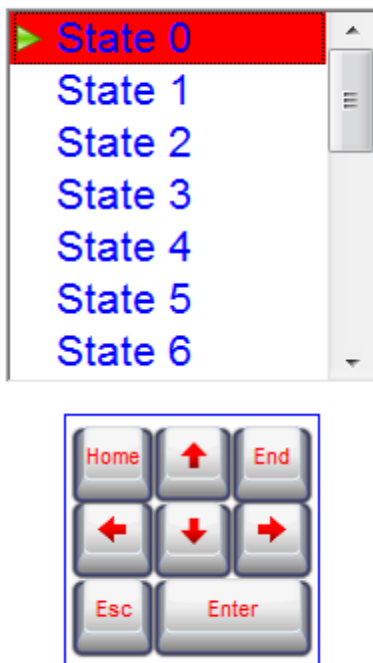 State 0
State 1
State 2
State 3
State 4
State 5
State 6
Home End
Esc Enter